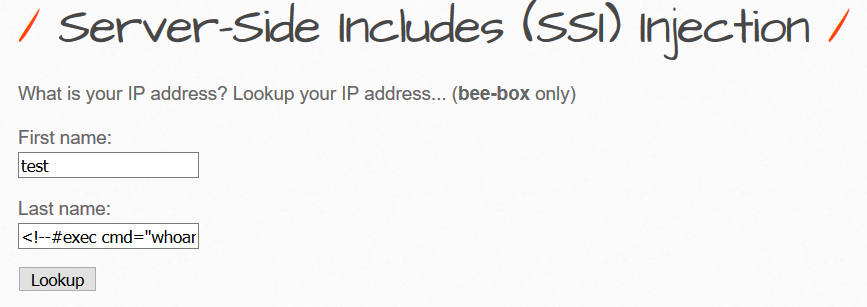 / Server-Side Includes (SSI) Injection /
What is your IP address? Lookup your IP address... (bee-box only)
First name:
test
Last name:
<!--#exec cmd="whoar
Lookup